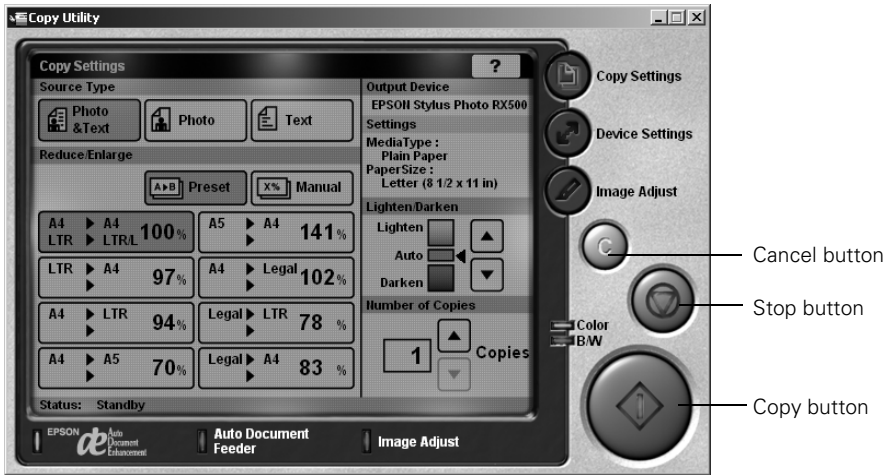 Copy Utility
Copy Settings
?
Source Type
Photo
&Text
Photo
Text
Reduce/Enlarge
A▶B Preset
X% Manual
A4 ▶ A4
LTR ▶ LTR/L
100%
A5 ▶ A4
▶
141%
LTR ▶ A4
▶
97%
A4 ▶ Legal
▶
102%
A4 ▶ LTR
▶
94%
Legal ▶ LTR
▶
78 %
A4 ▶ A5
▶
70%
Legal ▶ A4
▶
83 %
Status: Standby
Output Device
EPSON Stylus Photo RX500
Settings
MediaType :
Plain Paper
PaperSize :
Letter (8 1/2 x 11 in)
Lighten/Darken
Lighten
Auto
Darken
Number of Copies
1 Copies
Copy Settings
Device Settings
Image Adjust
C
Color
B/W
Cancel button
Stop button
Copy button
EPSON
Auto
Document
Enhancement
Auto Document
Feeder
Image Adjust